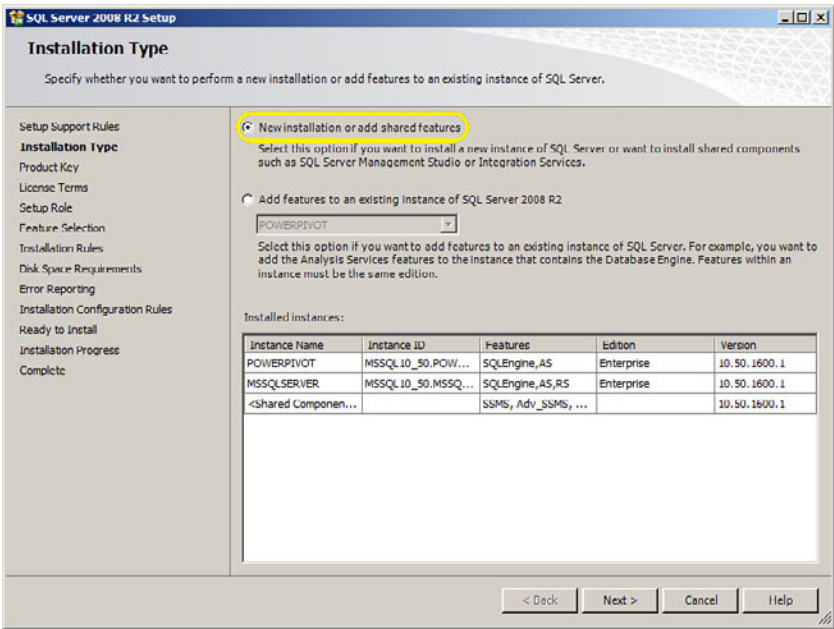 SQL Server 2008 R2 Setup
Installation Type
Specify whether you want to perform a new installation or add features to an existing instance of SQL Server.
Setup Support Rules
Installation Type
Product Key
License Terms
Setup Role
Feature Selection
Installation Rules
Disk Space Requirements
Error Reporting
Installation Configuration Rules
Ready to Install
Installation Progress
Complete
New installation or add shared features
Select this option if you want to install a new instance of SQL Server or want to install shared components
such as SQL Server Management Studio or Integration Services.
Add features to an existing instance of SQL Server 2008 R2
POWERPIVOT
Select this option if you want to add features to an existing instance of SQL Server. For example, you want to
add the Analysis Services features to the instance that contains the Database Engine. Features within an
instance must be the same edition.
Installed instances:
Instance Name Instance ID Features Edition Version
POWERPIVOT MSSQL10_50.POW... SQLEngine,AS Enterprise 10.50.1600.1
MSSQLSERVER MSSQL10_50.MSSQ... SQLEngine,AS,RS Enterprise 10.50.1600.1
<Shared Componen... SSMS, Adv_SSMS, ... 10.50.1600.1
< Back Next > Cancel Help